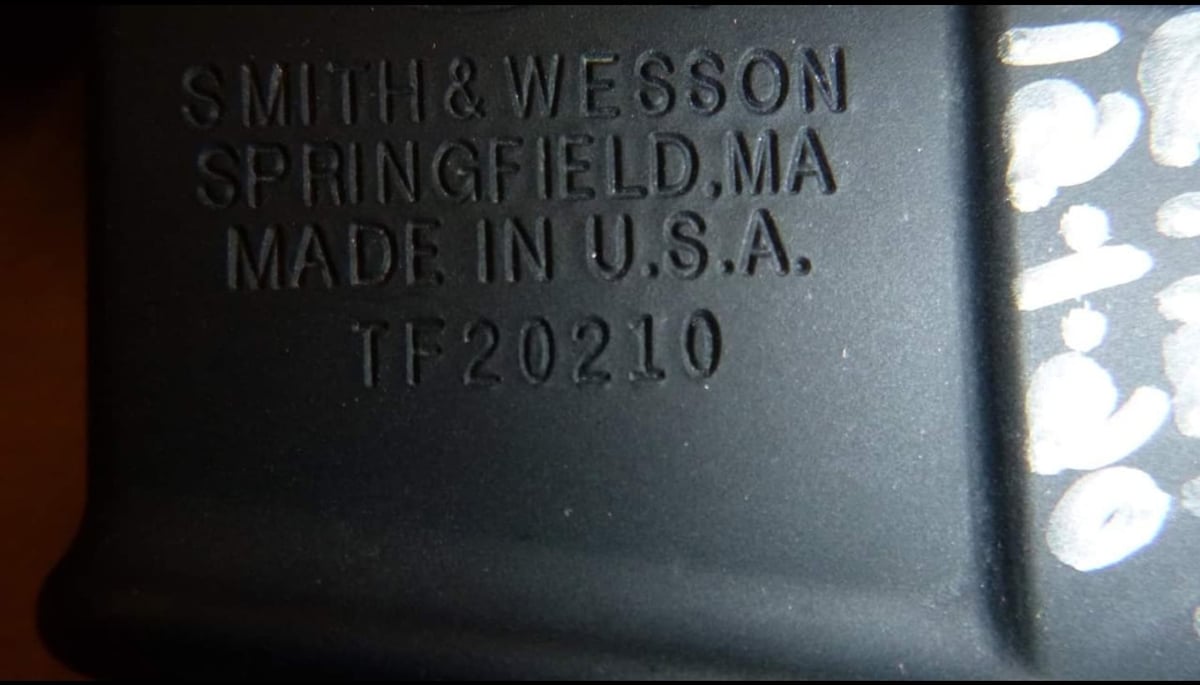 SMITH & WESSON
SPRINGFIELD, MA
MADE IN U.S.A.
TF20210